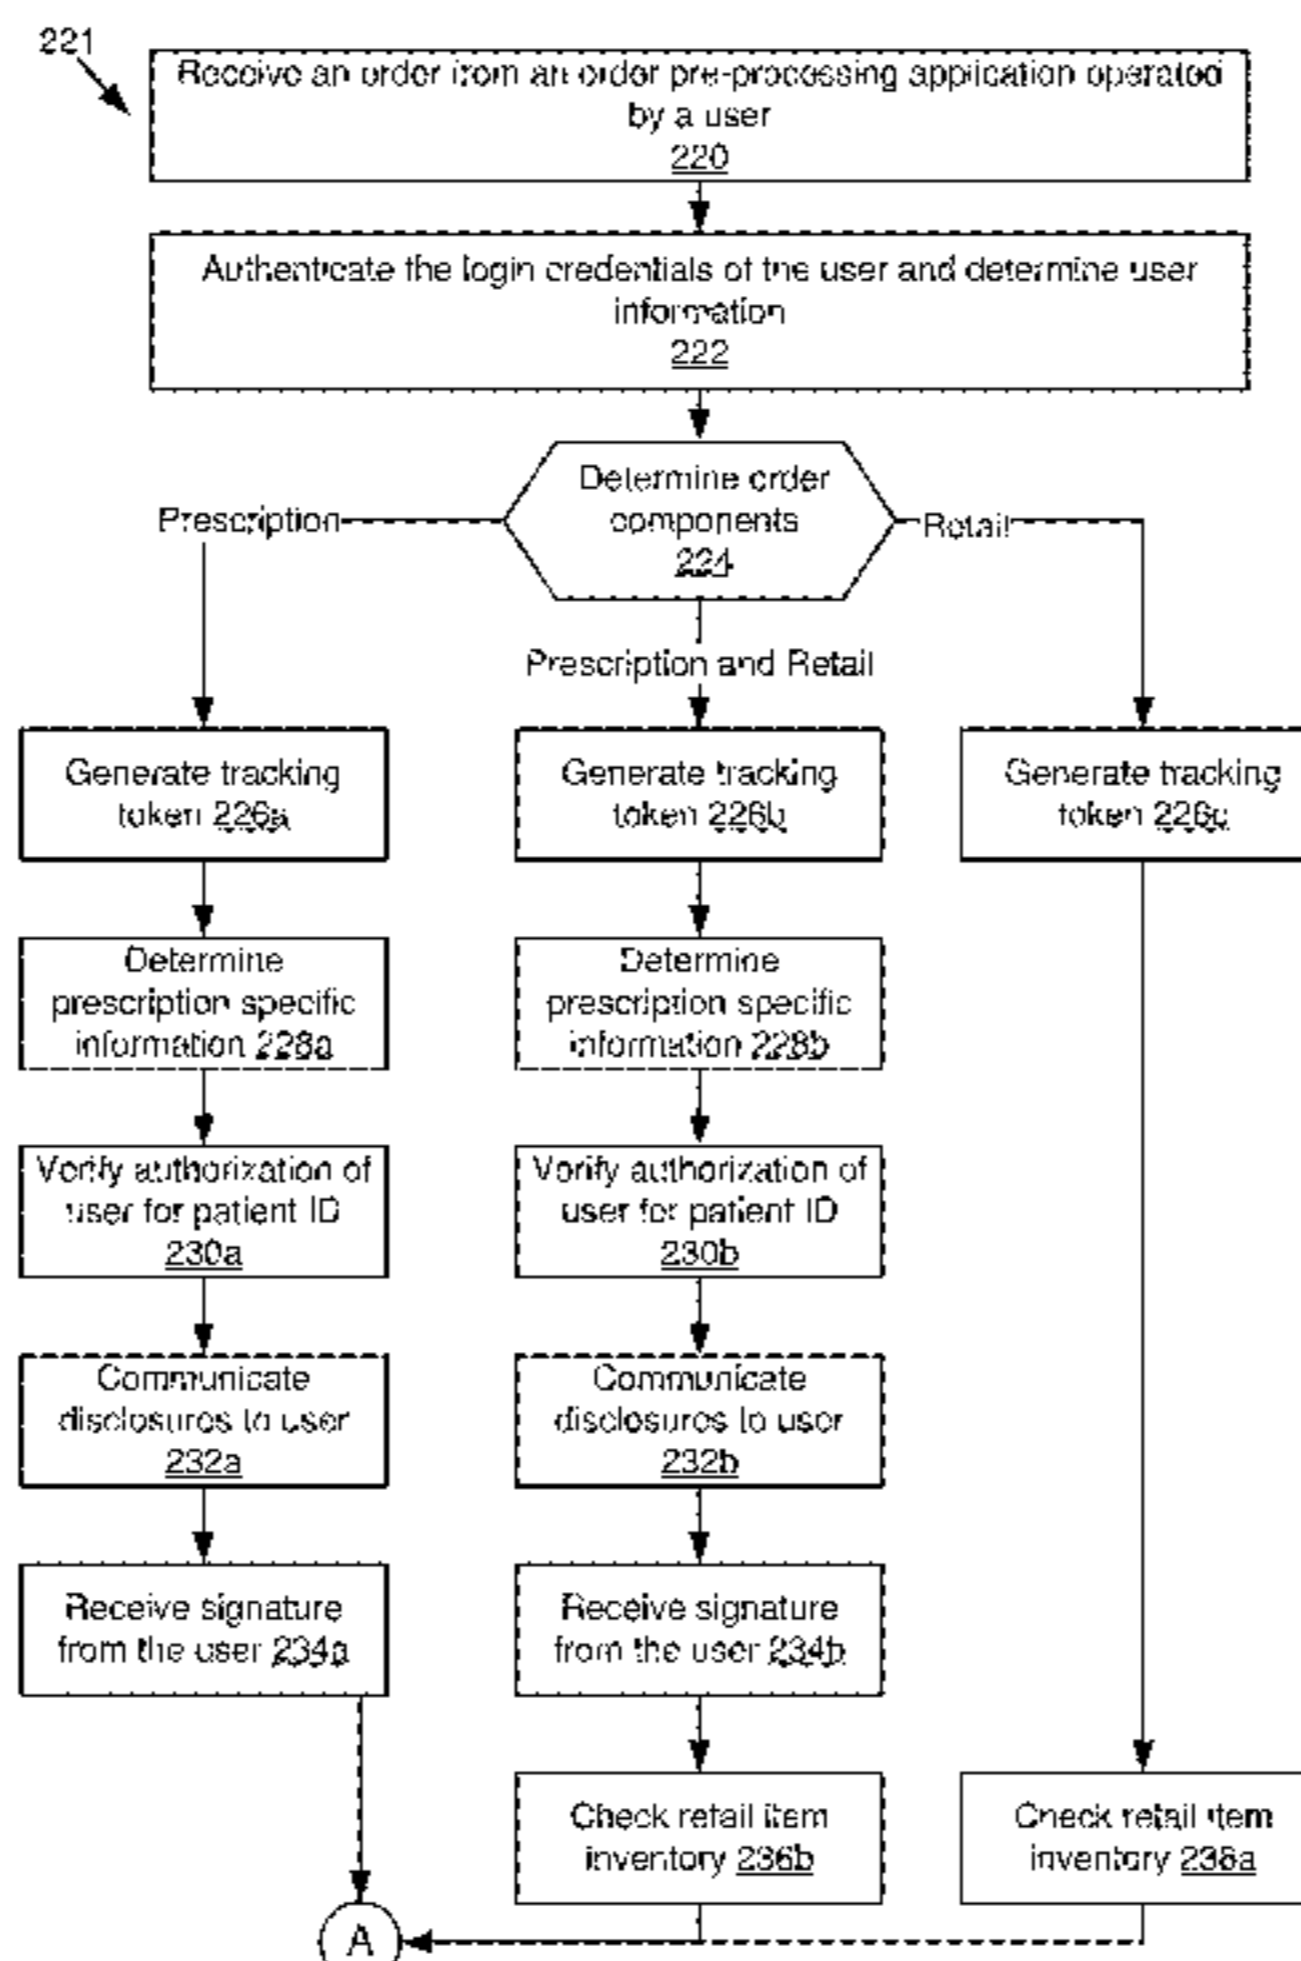 221
Receive an order from an order pre-processing application operated
by a user
220
Authenticate the login credentials of the user and determine user
information
222
Determine order
components
224
Prescription
Retail
Prescription and Retail
Generate tracking
token 226a
Generate tracking
token 226b
Generate tracking
token 226c
Determine
prescription specific
information 228a
Determine
prescription specific
information 228b
Verify authorization of
user for patient ID
230a
Verify authorization of
user for patient ID
230b
Communicate
disclosures to user
232a
Communicate
disclosures to user
232b
Receive signature
from the user 234a
Receive signature
from the user 234b
Check retail item
inventory 236b
Check retail item
inventory 236a
A